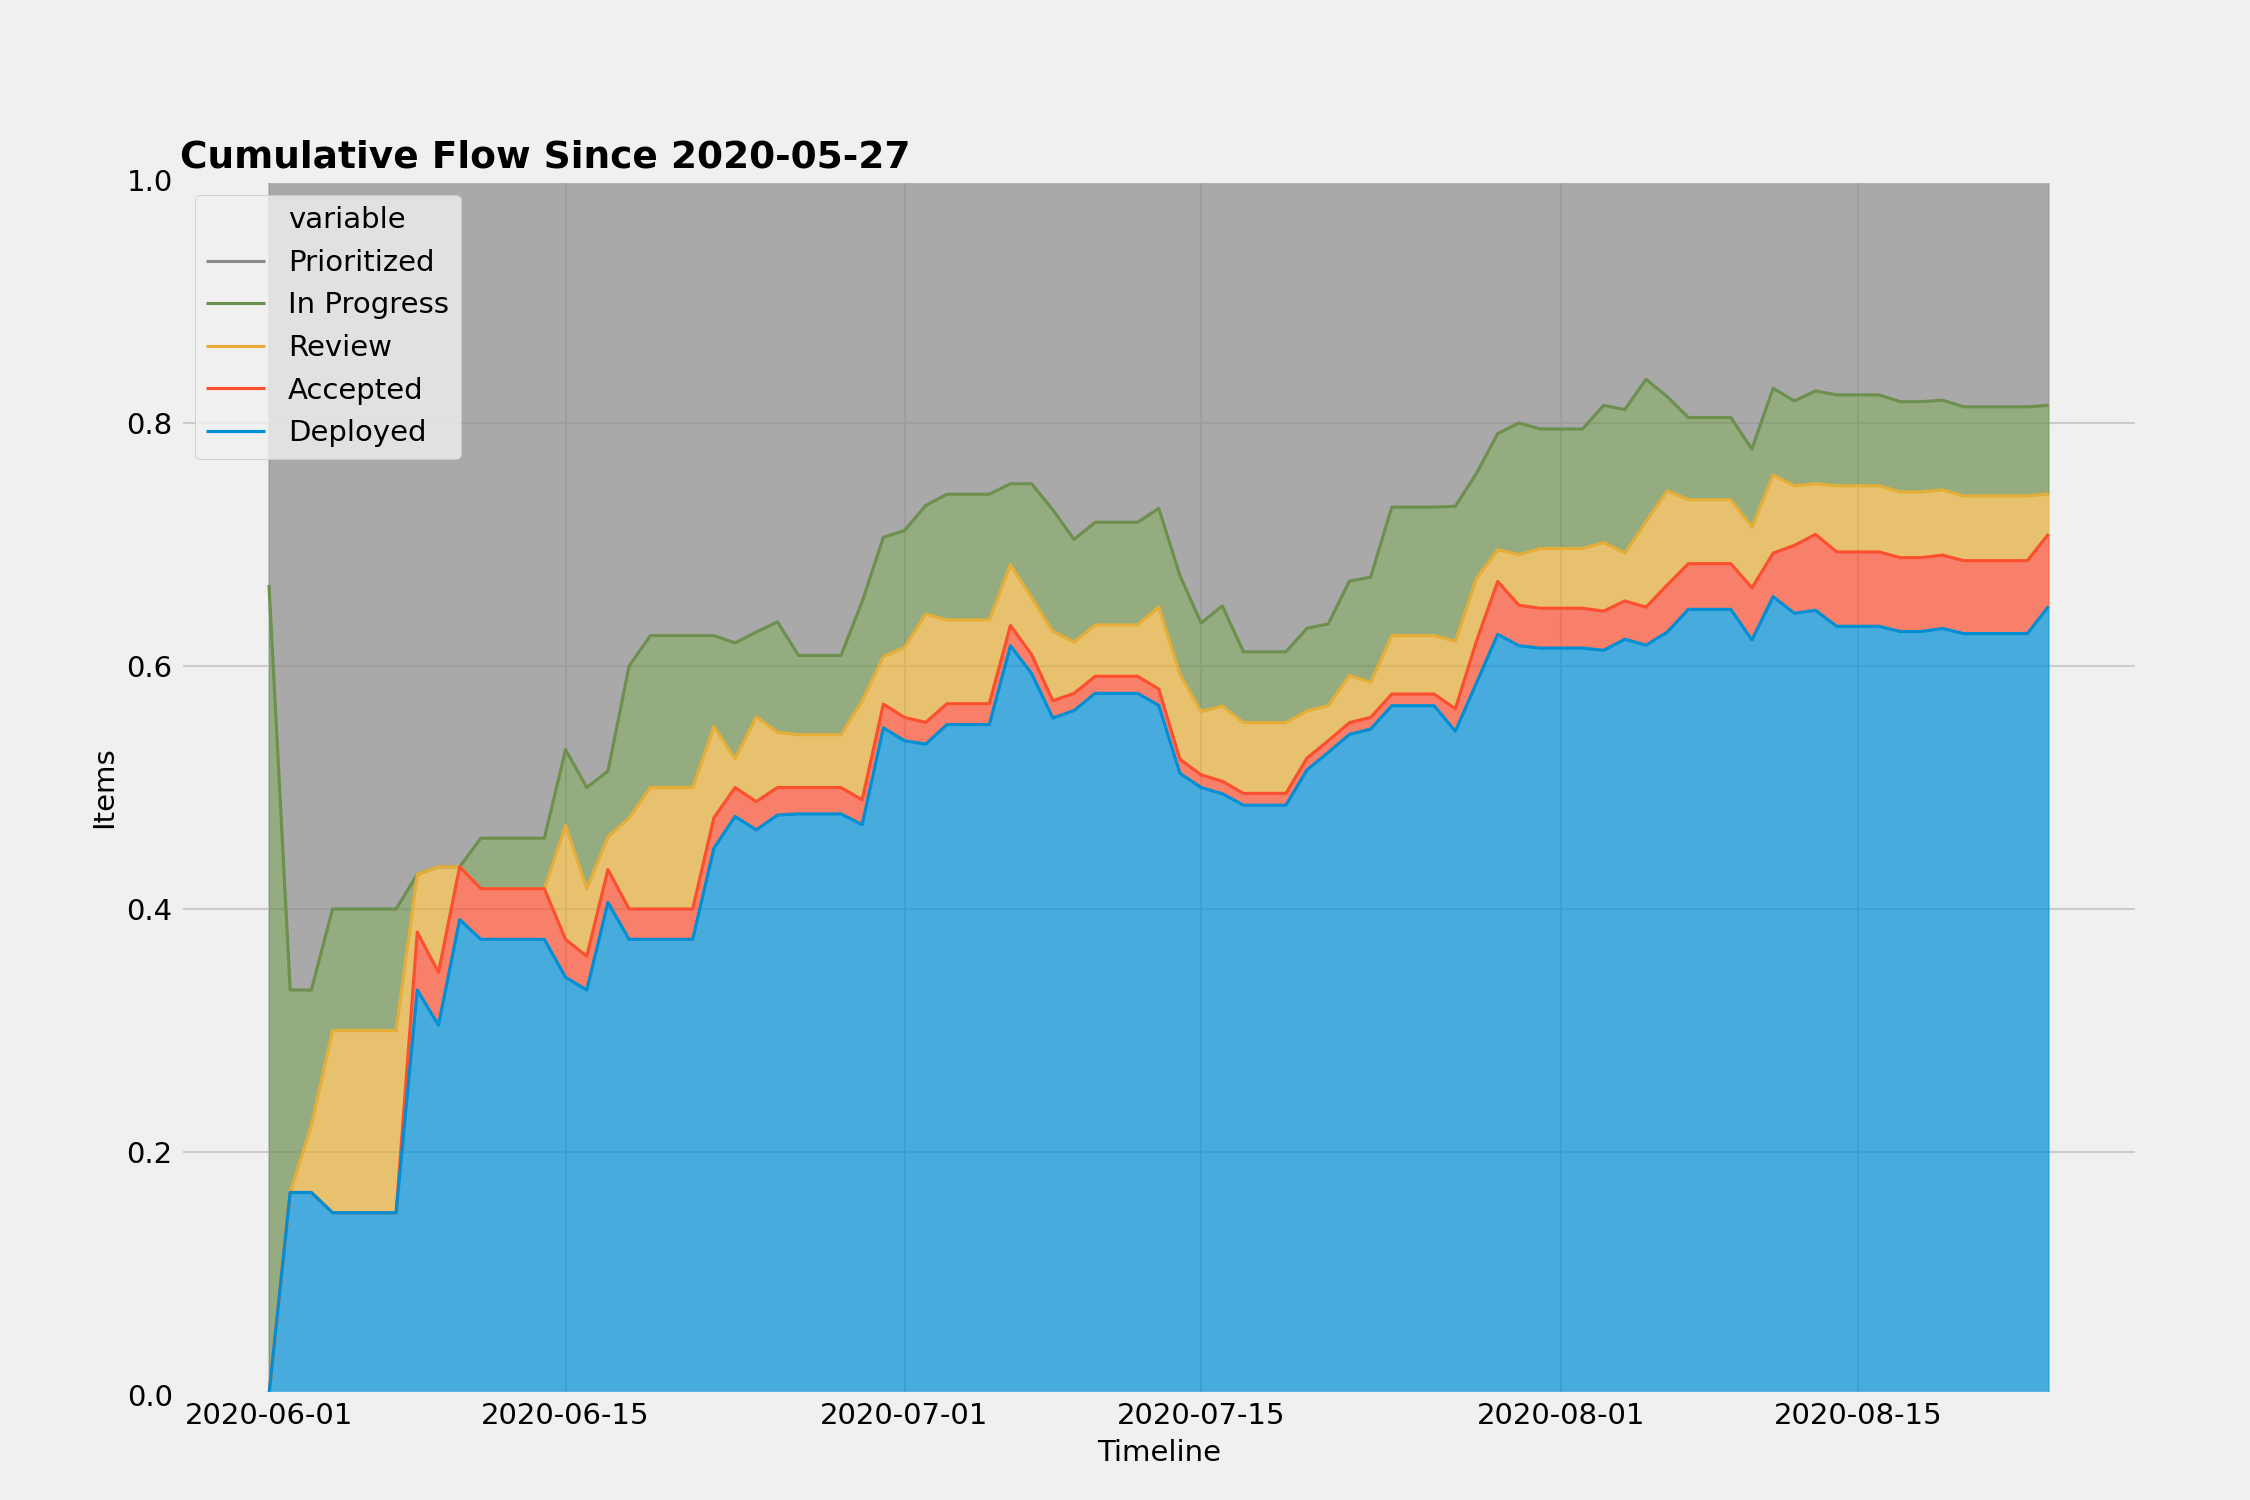 Cumulative Flow Since 2020-05-27
1.0
0.8
0.6
0.4
0.2
0.0
Items
variable
Prioritized
In Progress
Review
Accepted
Deployed
2020-06-01 2020-06-15 2020-07-01 2020-07-15 2020-08-01 2020-08-15
Timeline